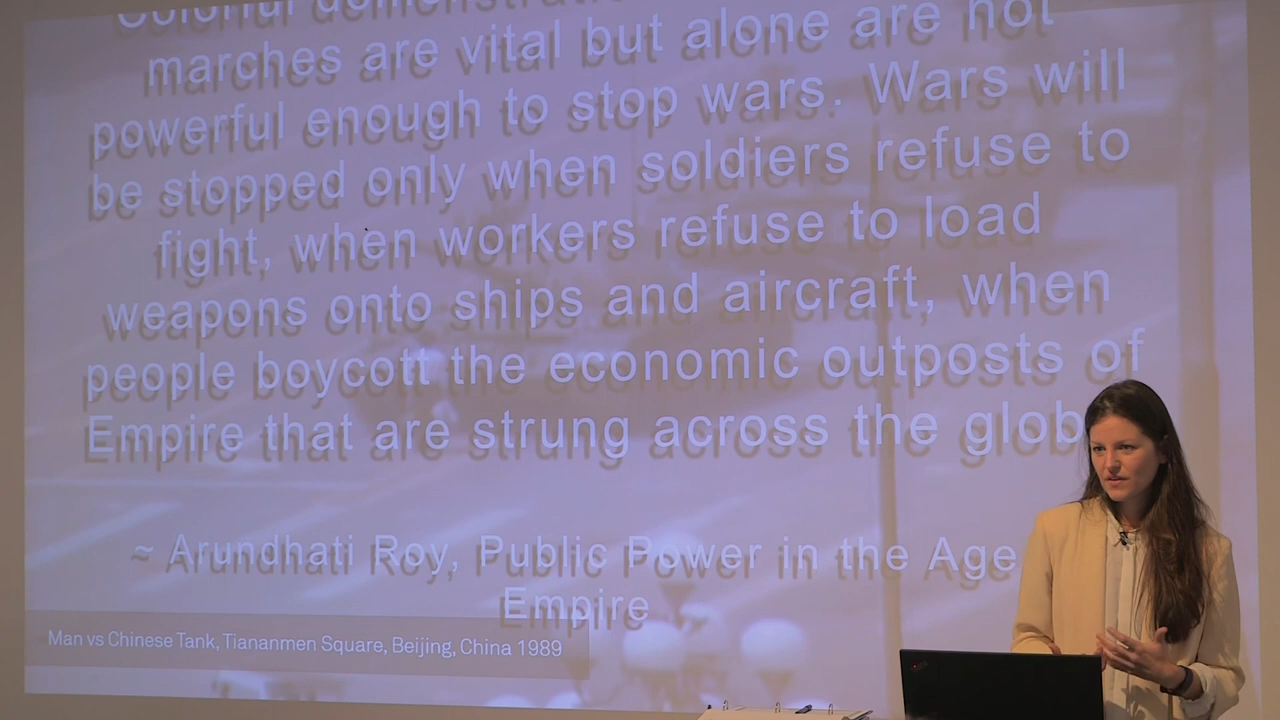 Colorful demonstrati
marches are vital but alone are not
powerful enough to stop wars. Wars will
be stopped only when soldiers refuse to
fight, when workers refuse to load
weapons onto ships and aircraft, when
people boycott the economic outposts of
Empire that are strung across the glob
~ Arundhati Roy, Public Power in the Age
Empire
Man vs Chinese Tank, Tiananmen Square, Beijing, China 1989